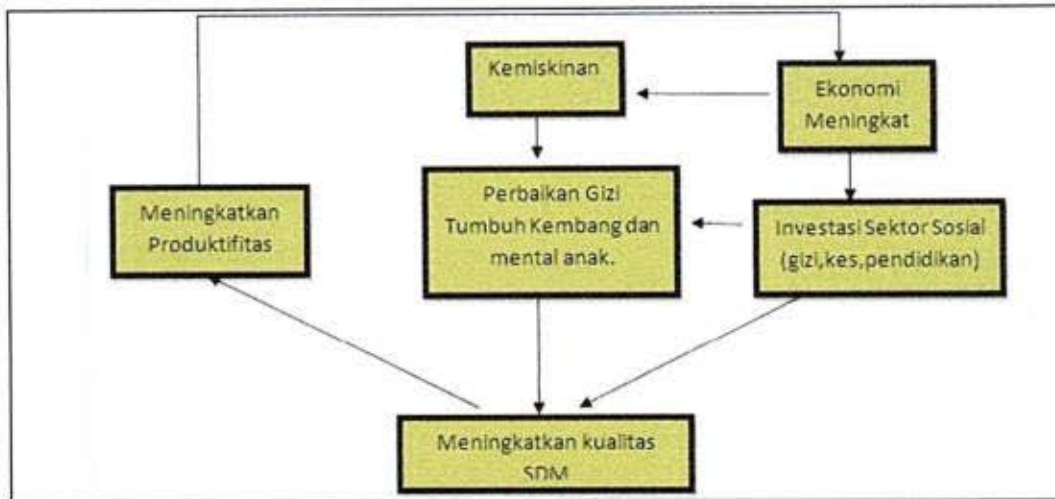 Kemiskinan
Ekonomi
Meningkat
Meningkatkan
Produktifitas
Perbaikan Gizi
Tumbuh Kembang dan
mental anak.
Investasi Sektor Sosial
(gizi,kes,pendidikan)
Meningkatkan kualitas
SDM